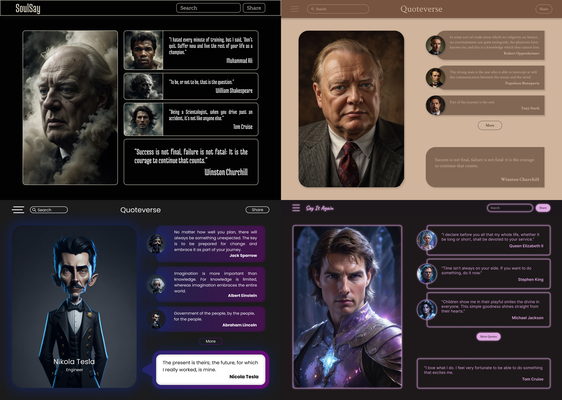 SoulSay
Search
Share
"I hated every minute of training, but I said, 'Don't
quit. Suffer now and live the rest of your life as a
champion."
Muhammad Ali
"To be, or not to be, that is the question."
William Shakespeare
"Being a Scientologist, when you drive past an
accident, it's not like anyone else."
Tom Cruise
"Success is not final, failure is not fatal: It is the
courage to continue that counts."
Winston Churchill
Search
Quoteverse
Share
Robert Oppenheimer
Napoleon Bonaparte
Tony Stark
More
Success is not final, failure is not fatal: It is the courage
to continue that counts.
Winston Churchill
Search
Quoteverse
Share
No matter how well you plan, there will
always be something unexpected. The key
is to be prepared for change and
embrace it as part of your journey.
Jack Sparrow
Imagination is more important than
knowledge. For knowledge is limited,
whereas imagination embraces the entire
world.
Albert Einstein
Government of the people, by the people,
for the people.
Abraham Lincoln
More
Nikola Tesla
Engineer
The present is theirs; the future, for which
I really worked, is mine.
Nicola Tesla
Say It Again
Search
Share
"I declare before you all that my whole life, whether it
be long or short, shall be devoted to your service"
Queen Elizabeth II
"Time isn't always on your side. If you want to do
something, do it"
Stephen King
"Children show me in their playful smiles the divine in
everyone. This simple goodness shines straight from
their hearts."
Michael Jackson
More Quotes
"I love what I do, I feel very fortunate to be able to do something
that excites me.
Tom Cruise